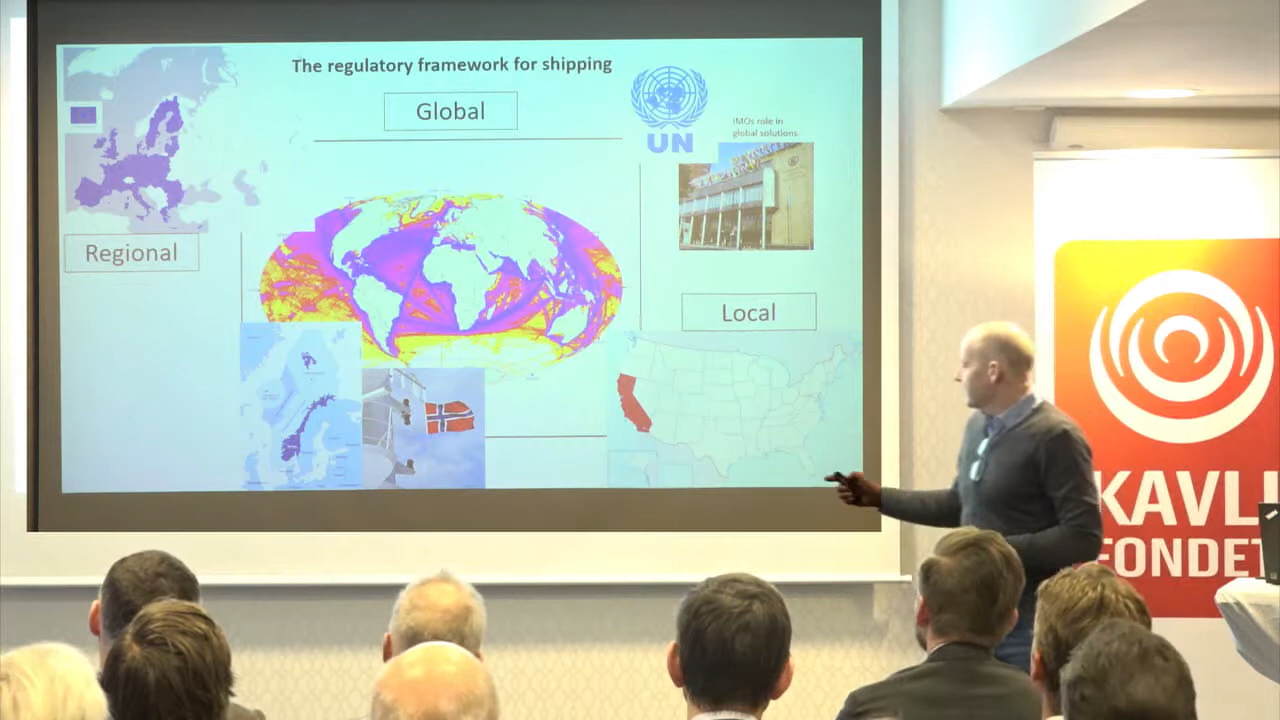 The regulatory framework for shipping
Global
UN
IMOs role in
global solutions.
Regional
Local
KAVLI
FONDET